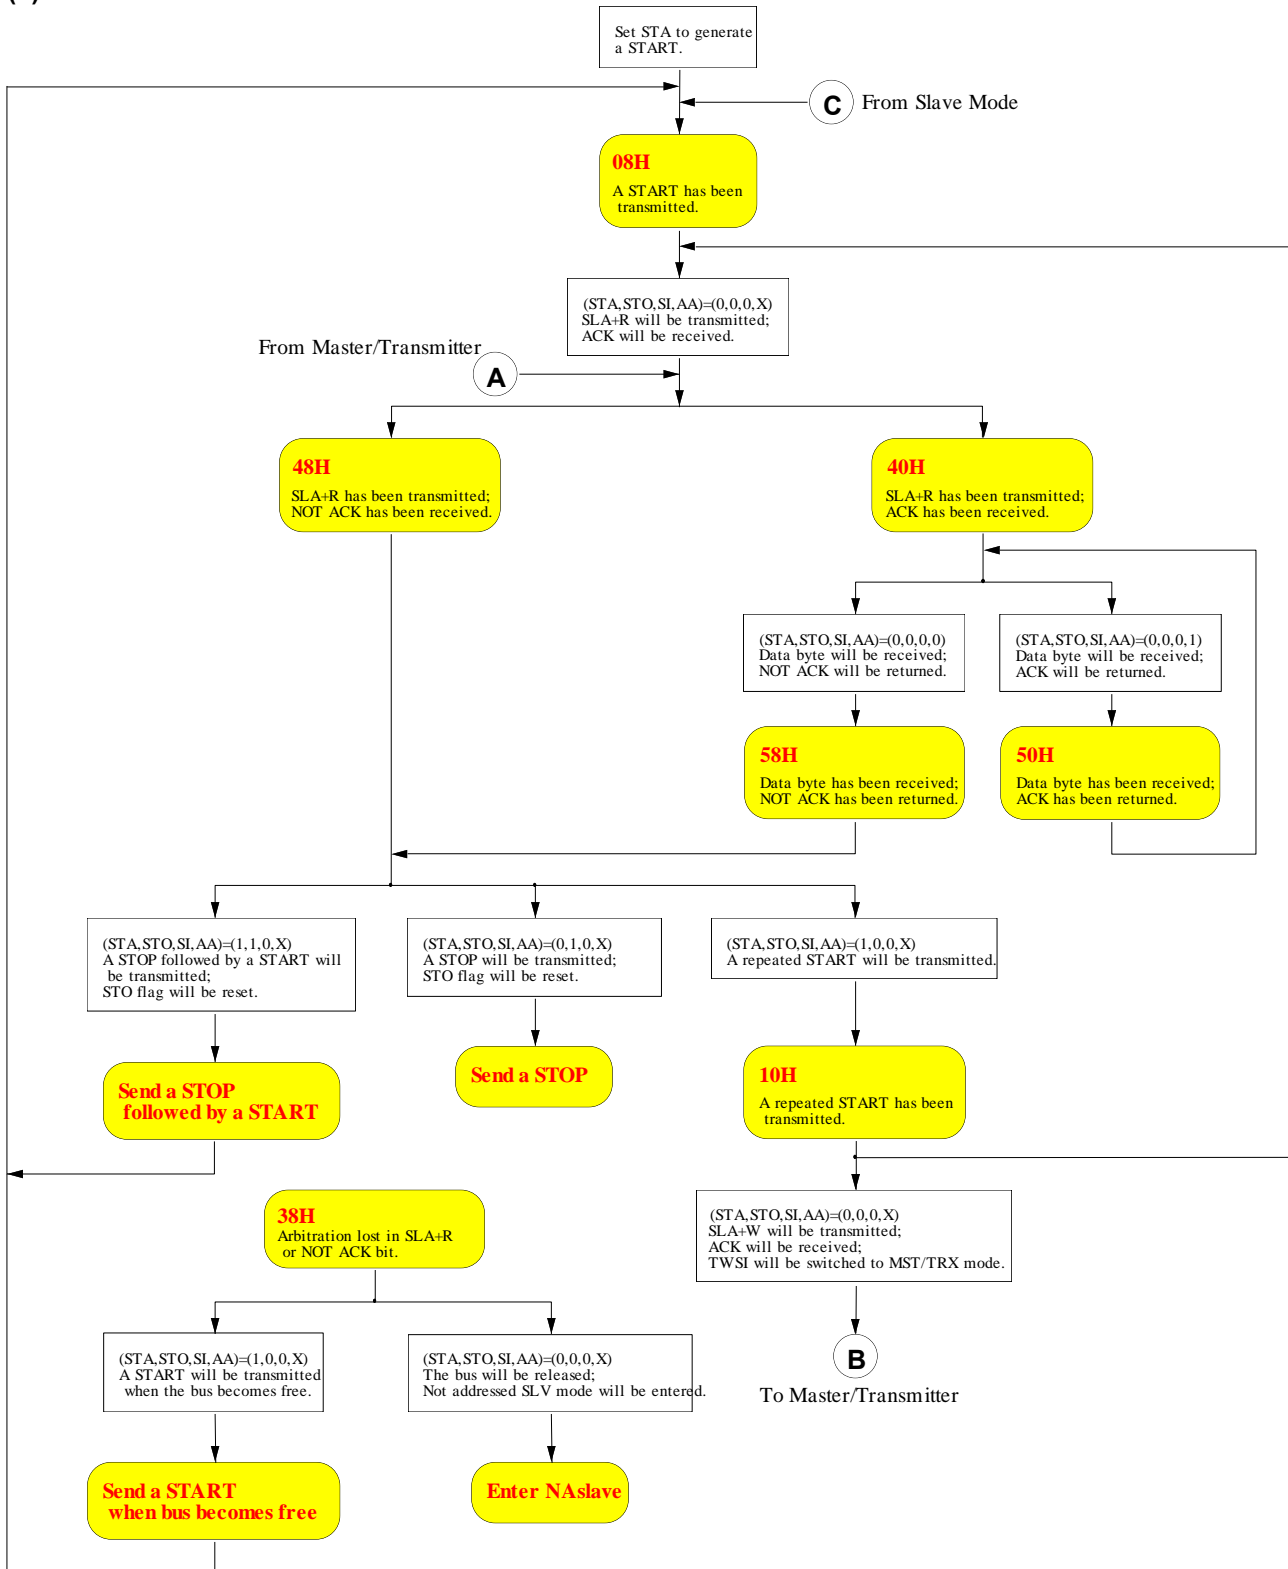 Set STA to generate
a START.
C
From Slave Mode
08H
A START has been
transmitted.
(STA,STO,SI,AA)=(0,0,0,X)
SLA+R will be transmitted;
ACK will be received.
From Master/Transmitter
A
48H
SLA+R has been transmitted;
NOT ACK has been received.
40H
SLA+R has been transmitted;
ACK has been received.
(STA,STO,SI,AA)=(0,0,0,0)
Data byte will be received;
NOT ACK will be returned.
(STA,STO,SI,AA)=(0,0,0,1)
Data byte will be received;
ACK will be returned.
58H
Data byte has been received;
NOT ACK has been returned.
50H
Data byte has been received;
ACK has been returned.
(STA,STO,SI,AA)=(1,1,0,X)
A STOP followed by a START will
be transmitted;
STO flag will be reset.
(STA,STO,SI,AA)=(0,1,0,X)
A STOP will be transmitted;
STO flag will be reset.
(STA,STO,SI,AA)=(1,0,0,X)
A repeated START will be transmitted.
Send a STOP
followed by a START
Send a STOP
10H
A repeated START has been
transmitted.
38H
Arbitration lost in SLA+R
or NOT ACK bit.
(STA,STO,SI,AA)=(0,0,0,X)
SLA+W will be transmitted;
ACK will be received;
TWSI will be switched to MST/TRX mode.
(STA,STO,SI,AA)=(1,0,0,X)
A START will be transmitted
when the bus becomes free.
(STA,STO,SI,AA)=(0,0,0,X)
The bus will be released;
Not addressed SLV mode will be entered.
B
To Master/Transmitter
Send a START
when bus becomes free
Enter NAslave